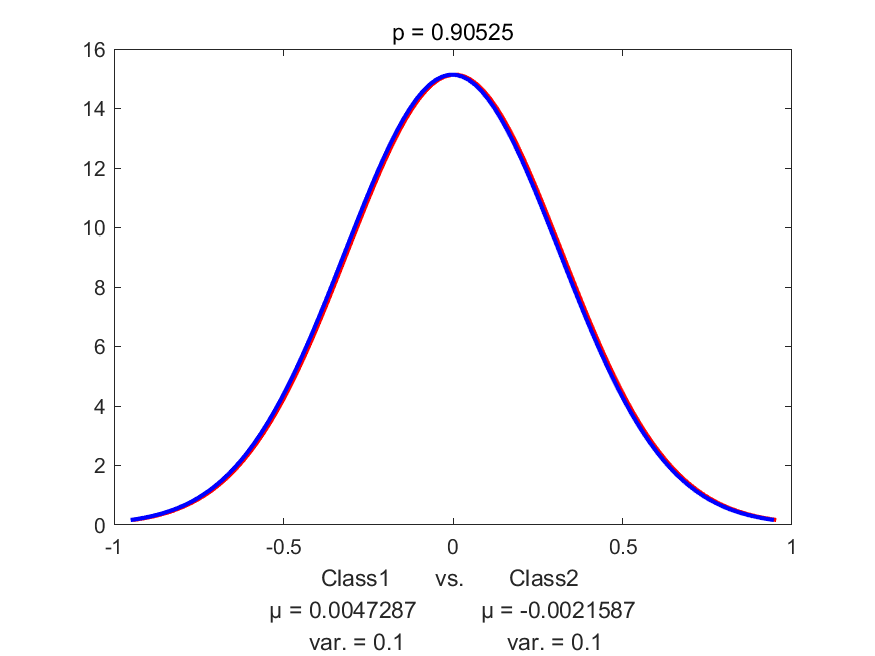 p = 0.90525
16
14
12
10
8
6
4
2
0
-1 -0.5 0 0.5 1
Class1 vs. Class2
μ = 0.0047287 μ = -0.0021587
var. = 0.1 var. = 0.1